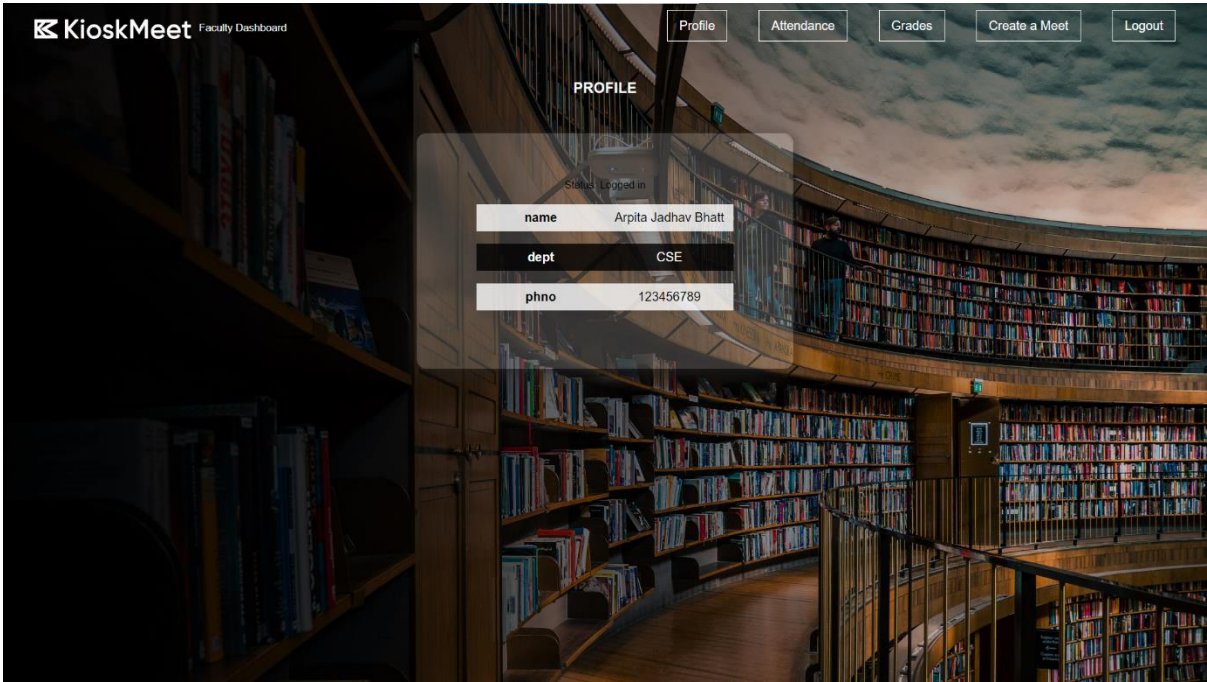 KioskMeet Faculty Dashboard Profile Attendance Grades Create a Meet Logout
PROFILE
Status: Logged in
name Arpita Jadhav Bhatt
dept CSE
phno 123456789